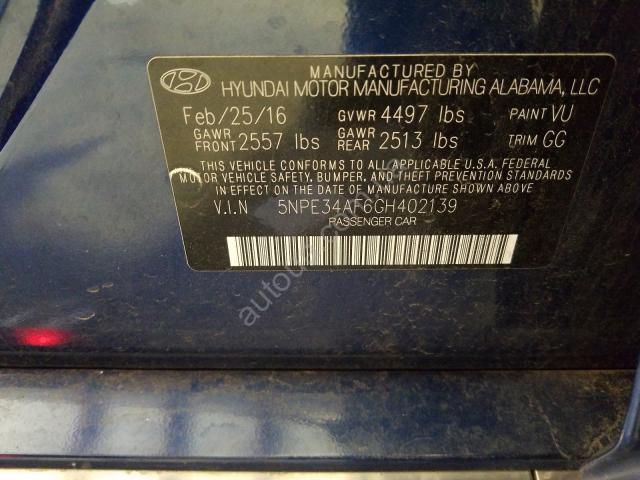 MANUFACTURED BY
HYUNDAI MOTOR MANUFACTURING ALABAMA, LLC
Feb/25/16 GVWR 4497 lbs PAINT VU
GAWR FRONT 2557 lbs GAWR REAR 2513 lbs TRIM GG
THIS VEHICLE CONFORMS TO ALL APPLICABLE U.S.A. FEDERAL
MOTOR VEHICLE SAFETY, BUMPER, AND THEFT PREVENTION STANDARDS
IN EFFECT ON THE DATE OF MANUFACTURE SHOWN ABOVE.
V.I.N 5NPE34AF6GH402139
PASSENGER CAR